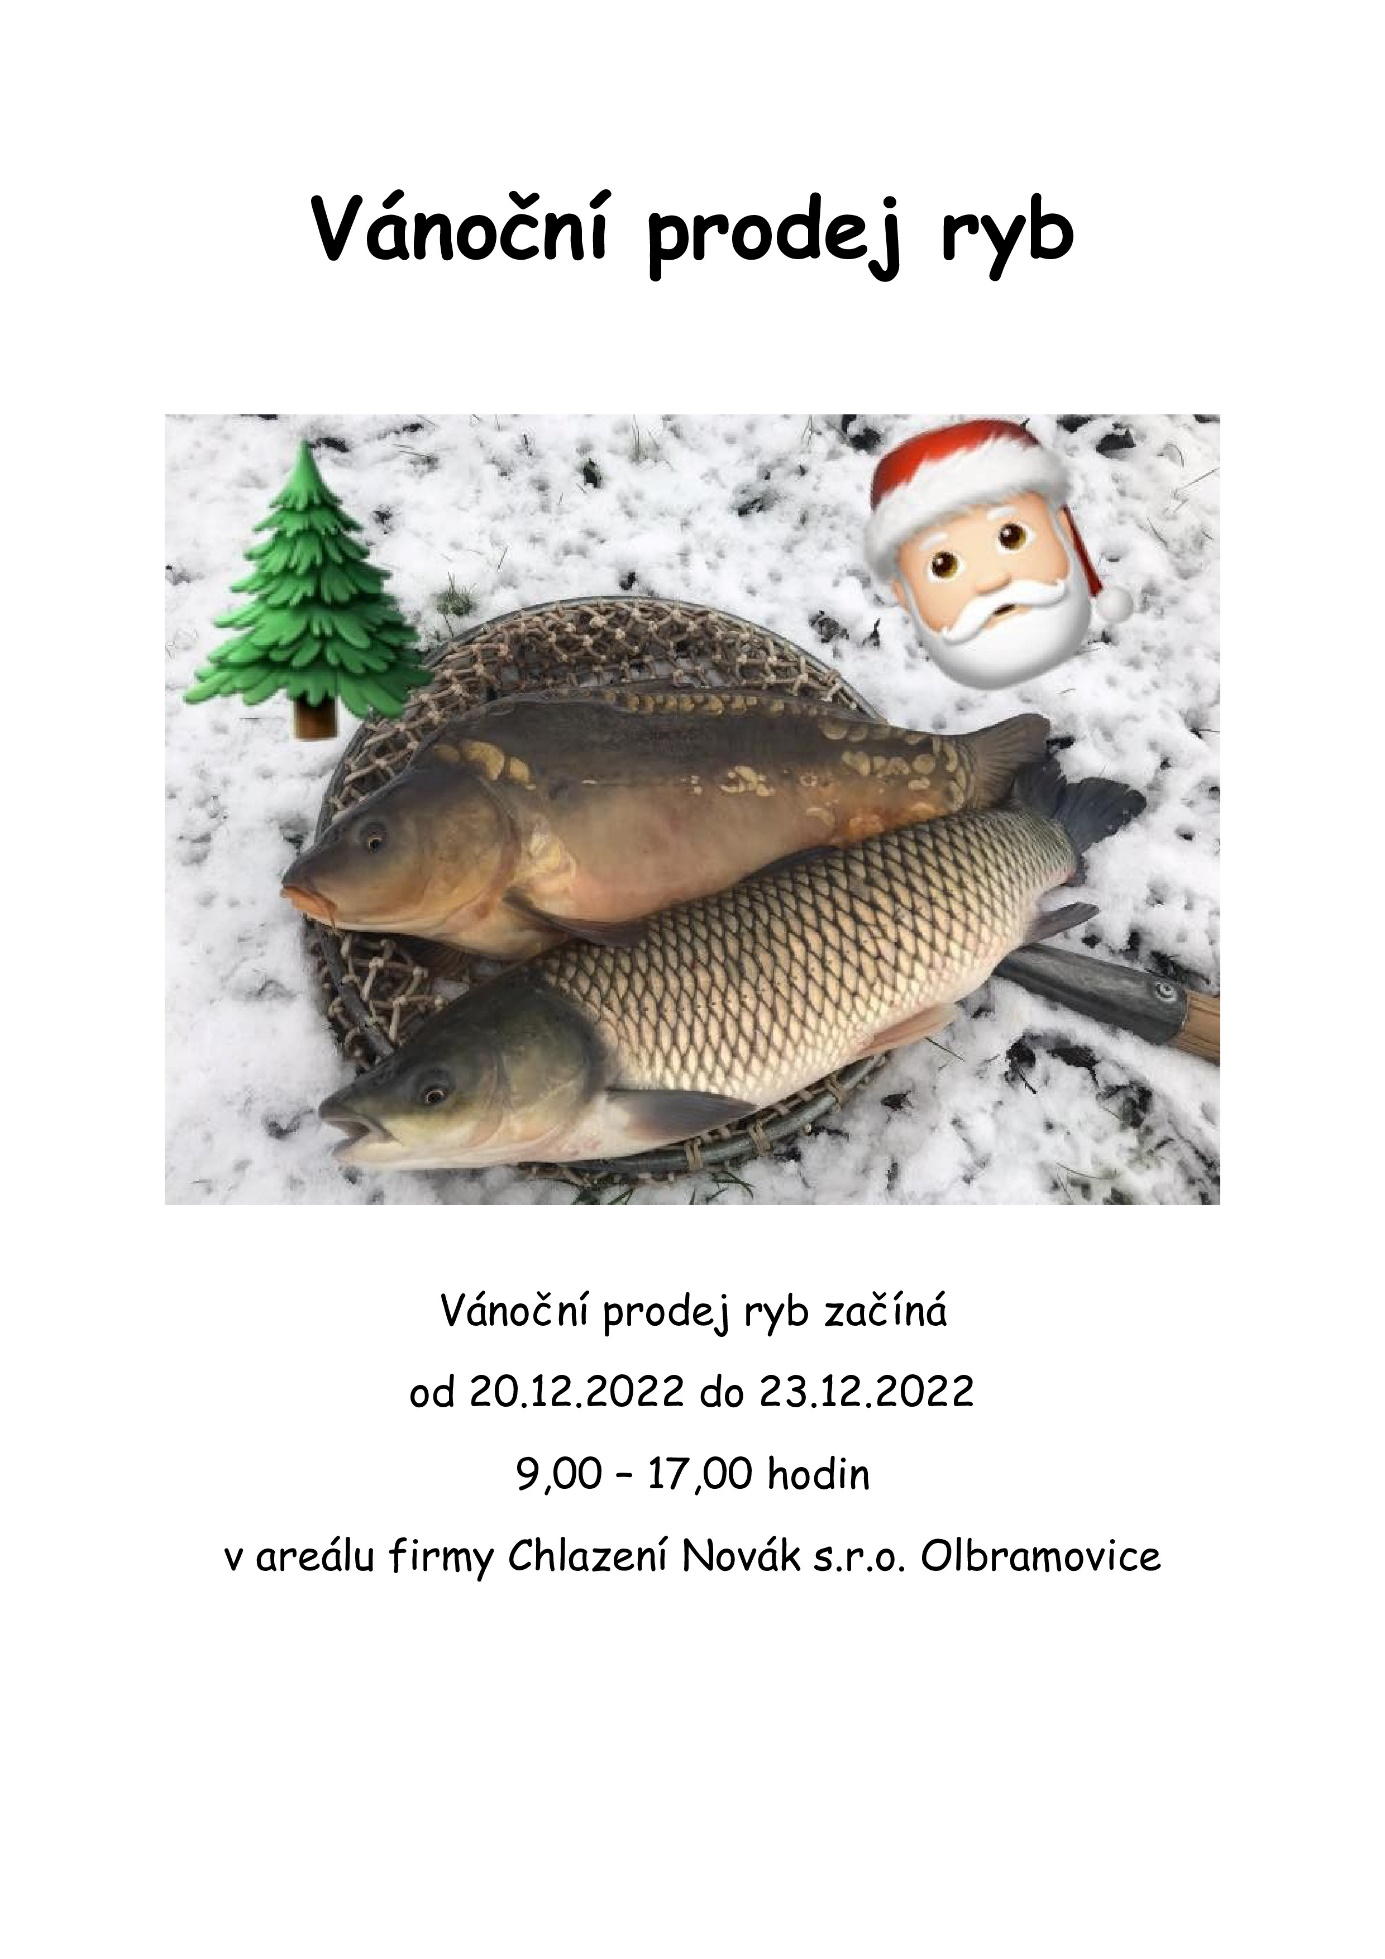 Vánoční prodej ryb
Vánoční prodej ryb začíná
od 20.12.2022 do 23.12.2022
9,00 – 17,00 hodin
v areálu firmy Chlazení Novák s.r.o. Olbramovice